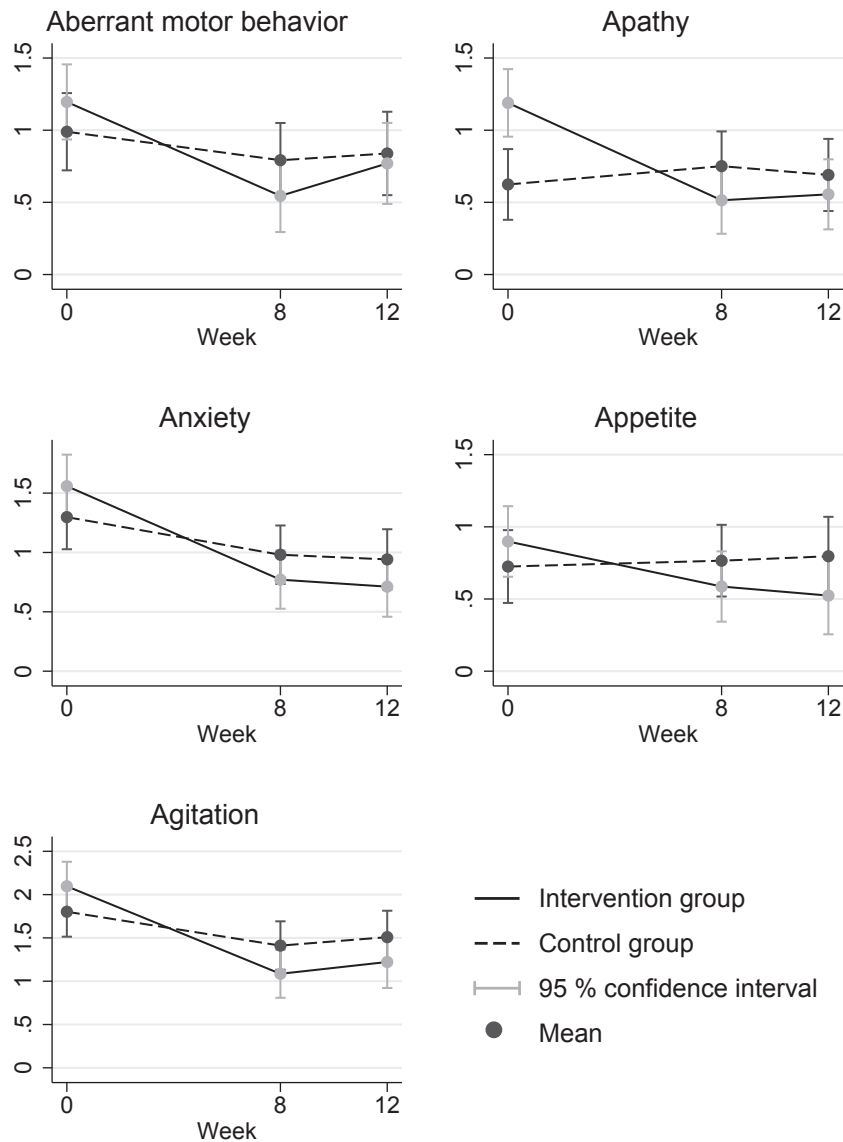 Aberrant motor behavior
1.5
1
.5
0
0 8 12
Week
Apathy
1.5
1
.5
0
0 8 12
Week
Anxiety
1.5
1
.5
0
0 8 12
Week
Appetite
1.5
1
.5
0
0 8 12
Week
Agitation
2.5
2
1.5
1
.5
0
0 8 12
Week
Intervention group
Control group
95 % confidence interval
Mean